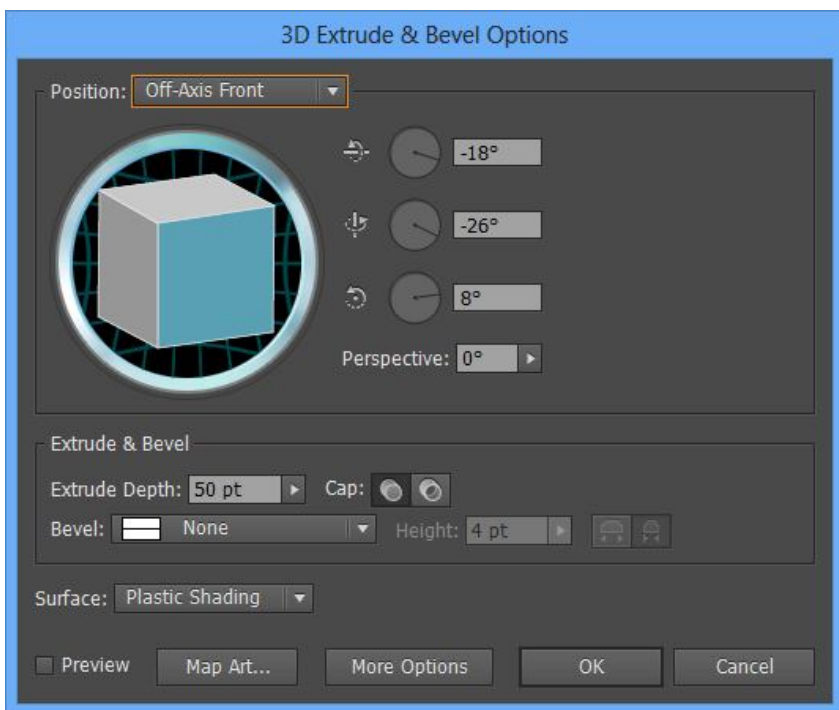 3D Extrude & Bevel Options
Position: Off-Axis Front
-18°
-26°
8°
Perspective: 0°
Extrude & Bevel
Extrude Depth: 50 pt Cap:
Bevel: None Height: 4 pt
Surface: Plastic Shading
Preview Map Art... More Options OK Cancel